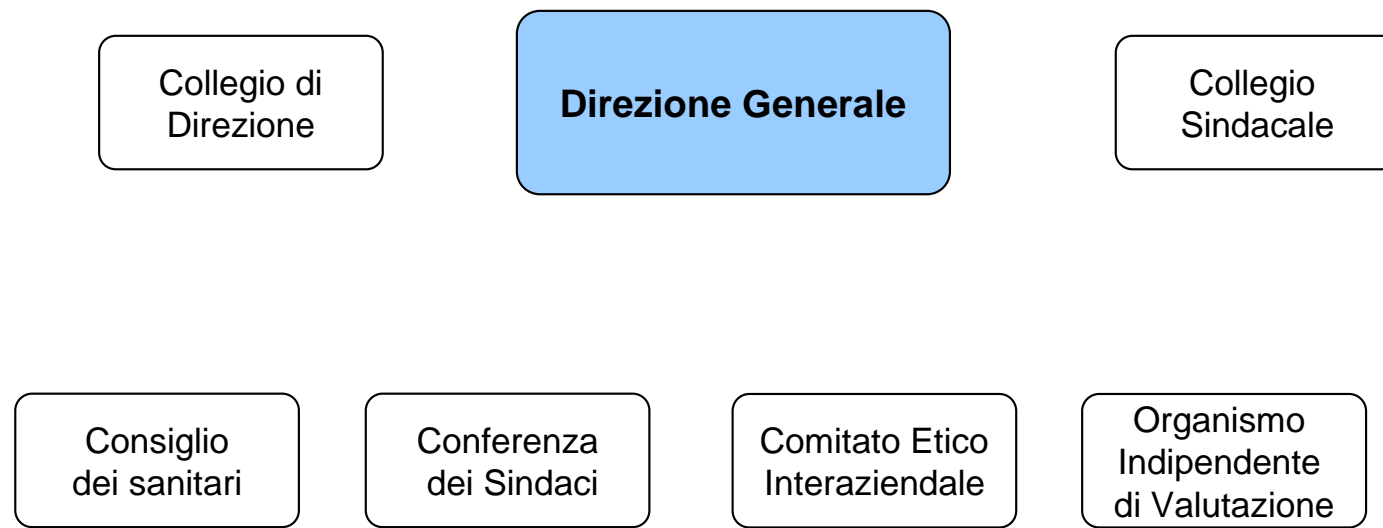 Collegio di
Direzione
Direzione Generale
Collegio
Sindacale
Consiglio
dei sanitari
Conferenza
dei Sindaci
Comitato Etico
Interaziendale
Organismo
Indipendente
di Valutazione